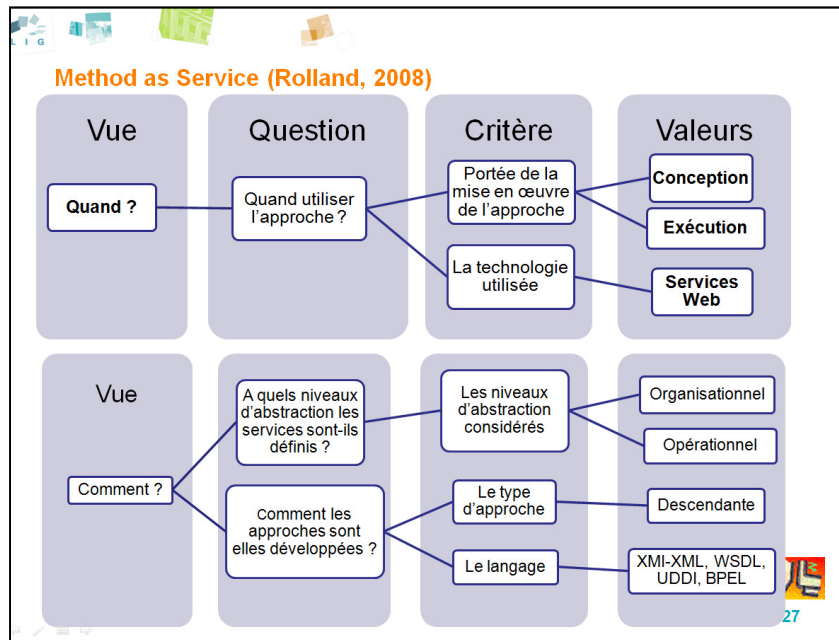 L I G
Method as Service (Rolland, 2008)
Vue
Question
Critère
Valeurs
Quand ?
Quand utiliser
l'approche ?
Portée de la
mise en œuvre
de l'approche
Conception
Exécution
La technologie
utilisée
Services
Web
Vue
A quels niveaux
d'abstraction les
services sont-ils
définis ?
Les niveaux
d'abstraction
considérés
Organisationnel
Opérationnel
Comment ?
Comment les
approches sont
elles développées ?
Le type
d'approche
Descendante
Le langage
XMI-XML, WSDL,
UDDI, BPEL
27